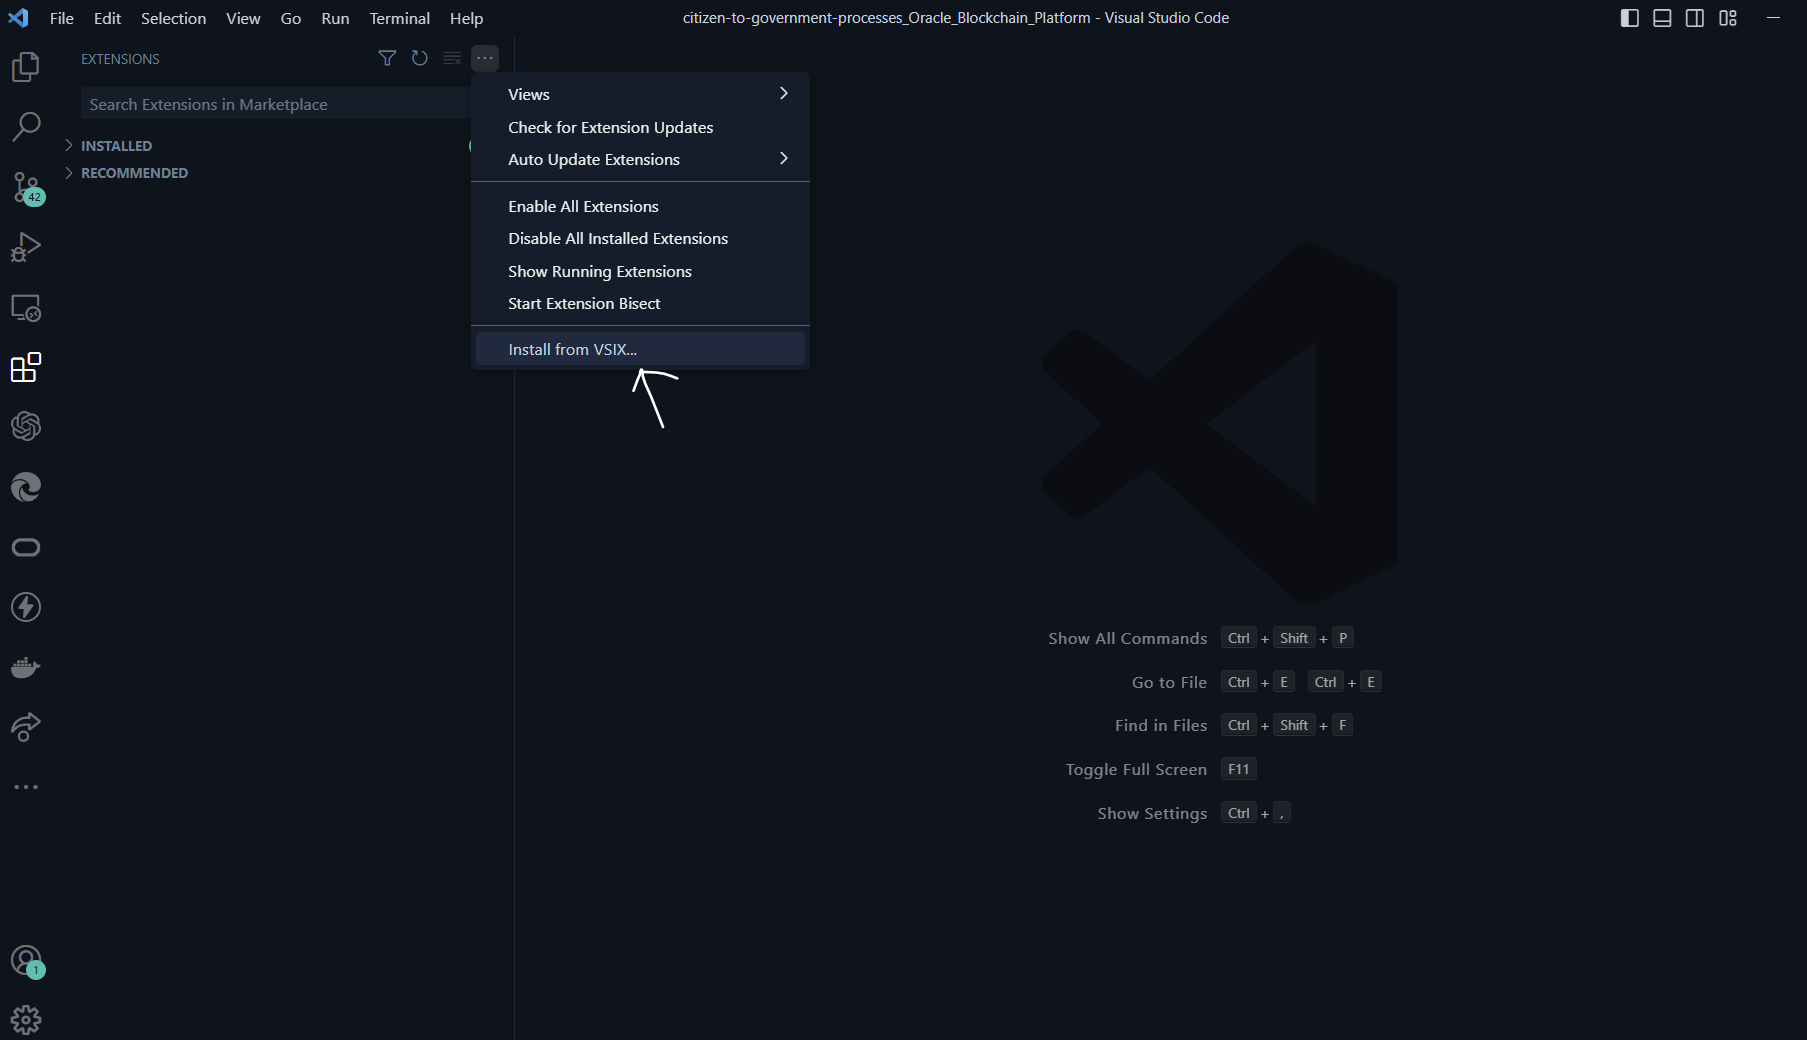 File Edit Selection View Go Run Terminal Help
citizen-to-government-processes_Oracle_Blockchain_Platform - Visual Studio Code
EXTENSIONS
Search Extensions in Marketplace
INSTALLED
RECOMMENDED
42
Views
Check for Extension Updates
Auto Update Extensions
Enable All Extensions
Disable All Installed Extensions
Show Running Extensions
Start Extension Bisect
Install from VSIX...
Show All Commands Ctrl + Shift + P
Go to File Ctrl + E Ctrl + E
Find in Files Ctrl + Shift + F
Toggle Full Screen F11
Show Settings Ctrl + ,
1